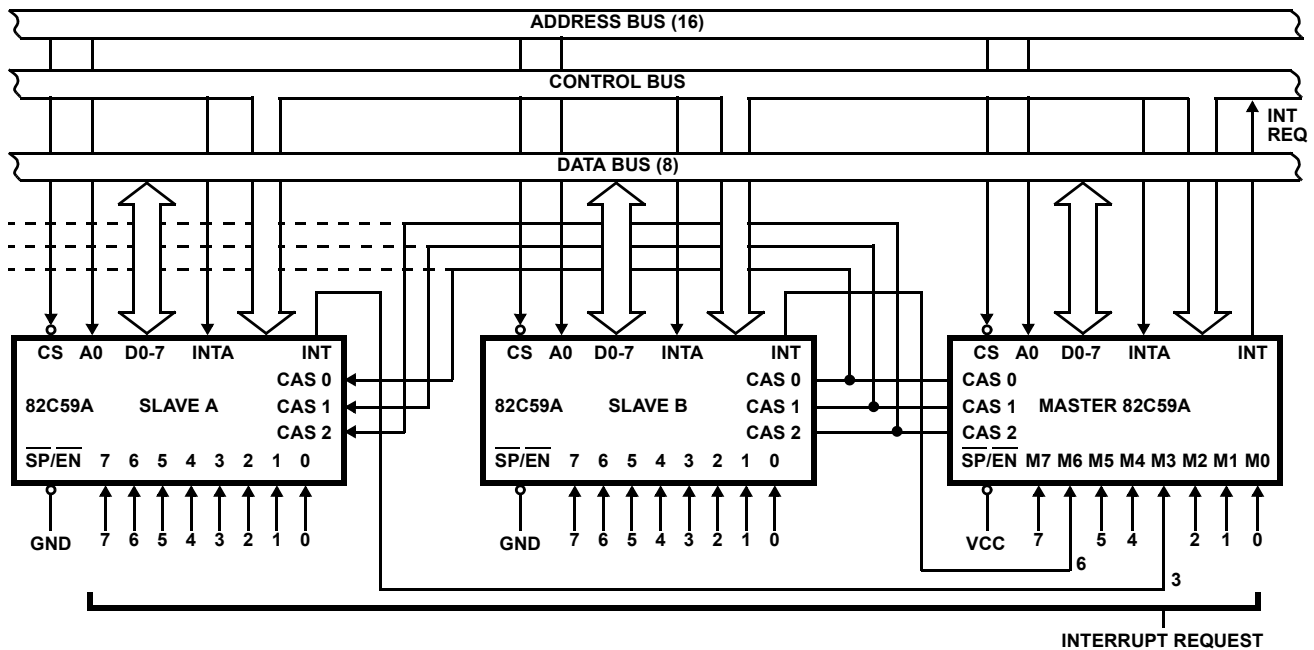 ADDRESS BUS (16)
CONTROL BUS
INT
REQ
DATA BUS (8)
CS A0 D0-7 INTA INT
CAS 0
82C59A SLAVE A CAS 1
CAS 2
SP/EN 7 6 5 4 3 2 1 0
GND 7 6 5 4 3 2 1 0
CS A0 D0-7 INTA INT
CAS 0
82C59A SLAVE B CAS 1
CAS 2
SP/EN 7 6 5 4 3 2 1 0
GND 7 6 5 4 3 2 1 0
CS A0 D0-7 INTA INT
CAS 0
CAS 1 MASTER 82C59A
CAS 2
SP/EN M7 M6 M5 M4 M3 M2 M1 M0
VCC 7 5 4 2 1 0
6
3
INTERRUPT REQUEST